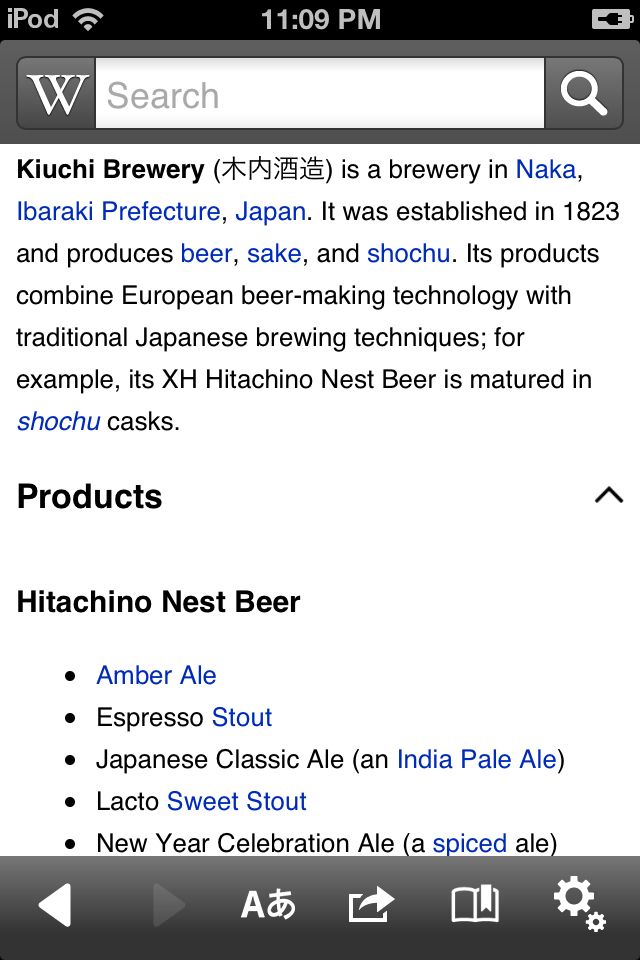 iPod 11:09 PM
W Search
Kiuchi Brewery (木内酒造) is a brewery in Naka,
Ibaraki Prefecture, Japan. It was established in 1823
and produces beer, sake, and shochu. Its products
combine European beer-making technology with
traditional Japanese brewing techniques; for
example, its XH Hitachino Nest Beer is matured in
shochu casks.
Products
Hitachino Nest Beer
• Amber Ale
• Espresso Stout
• Japanese Classic Ale (an India Pale Ale)
• Lacto Sweet Stout
• New Year Celebration Ale (a spiced ale)
Aあ